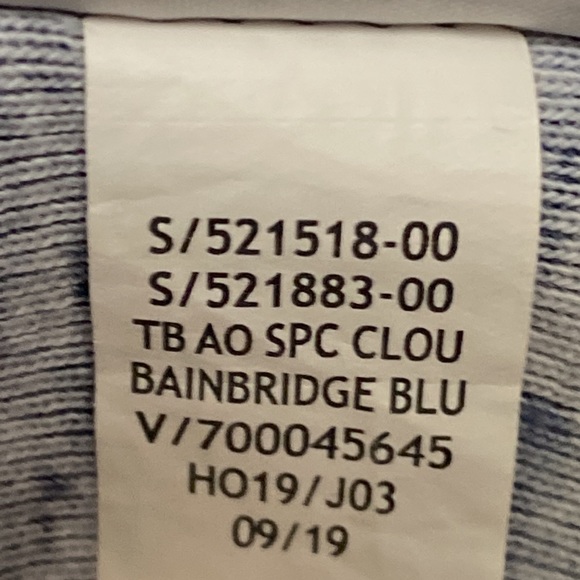 S/521518-00
S/521883-00
TB AO SPC CLOU
BAINBRIDGE BLU
V/700045645
HO19/J03
09/19